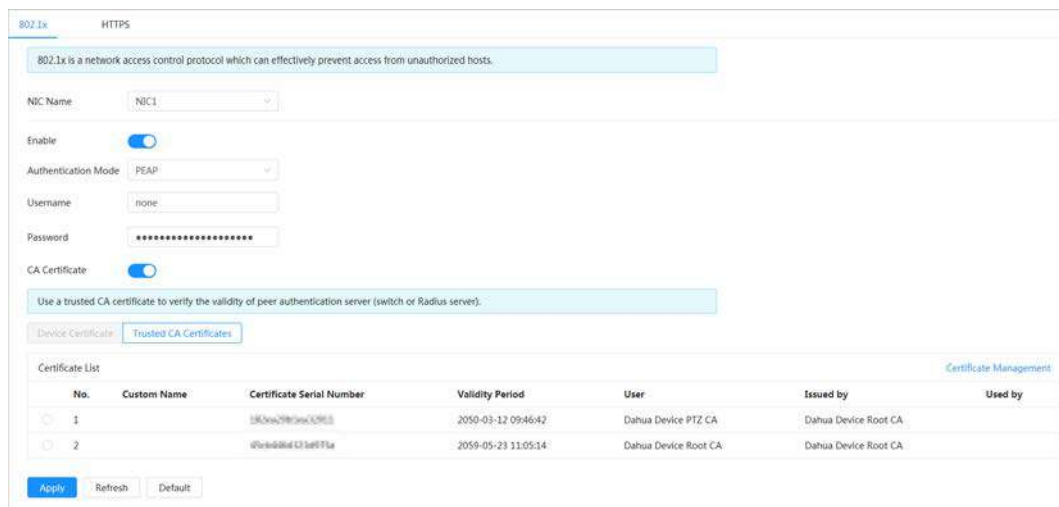 802.1x HTTPS
802.1x is a network access control protocol which can effectively prevent access from unauthorized hosts.
NIC Name NIC1
Enable
Authentication Mode PEAP
Username none
Password ••••••••••••••••••••
CA Certificate
Use a trusted CA certificate to verify the validity of peer authentication server (switch or Radius server).
Device Certificate Trusted CA Certificates
Certificate List Certificate Management
No. Custom Name Certificate Serial Number Validity Period User Issued by Used by
1 2050-03-12 09:46:42 Dahua Device PTZ CA Dahua Device Root CA
2 2059-05-23 11:05:14 Dahua Device Root CA Dahua Device Root CA
Apply Refresh Default